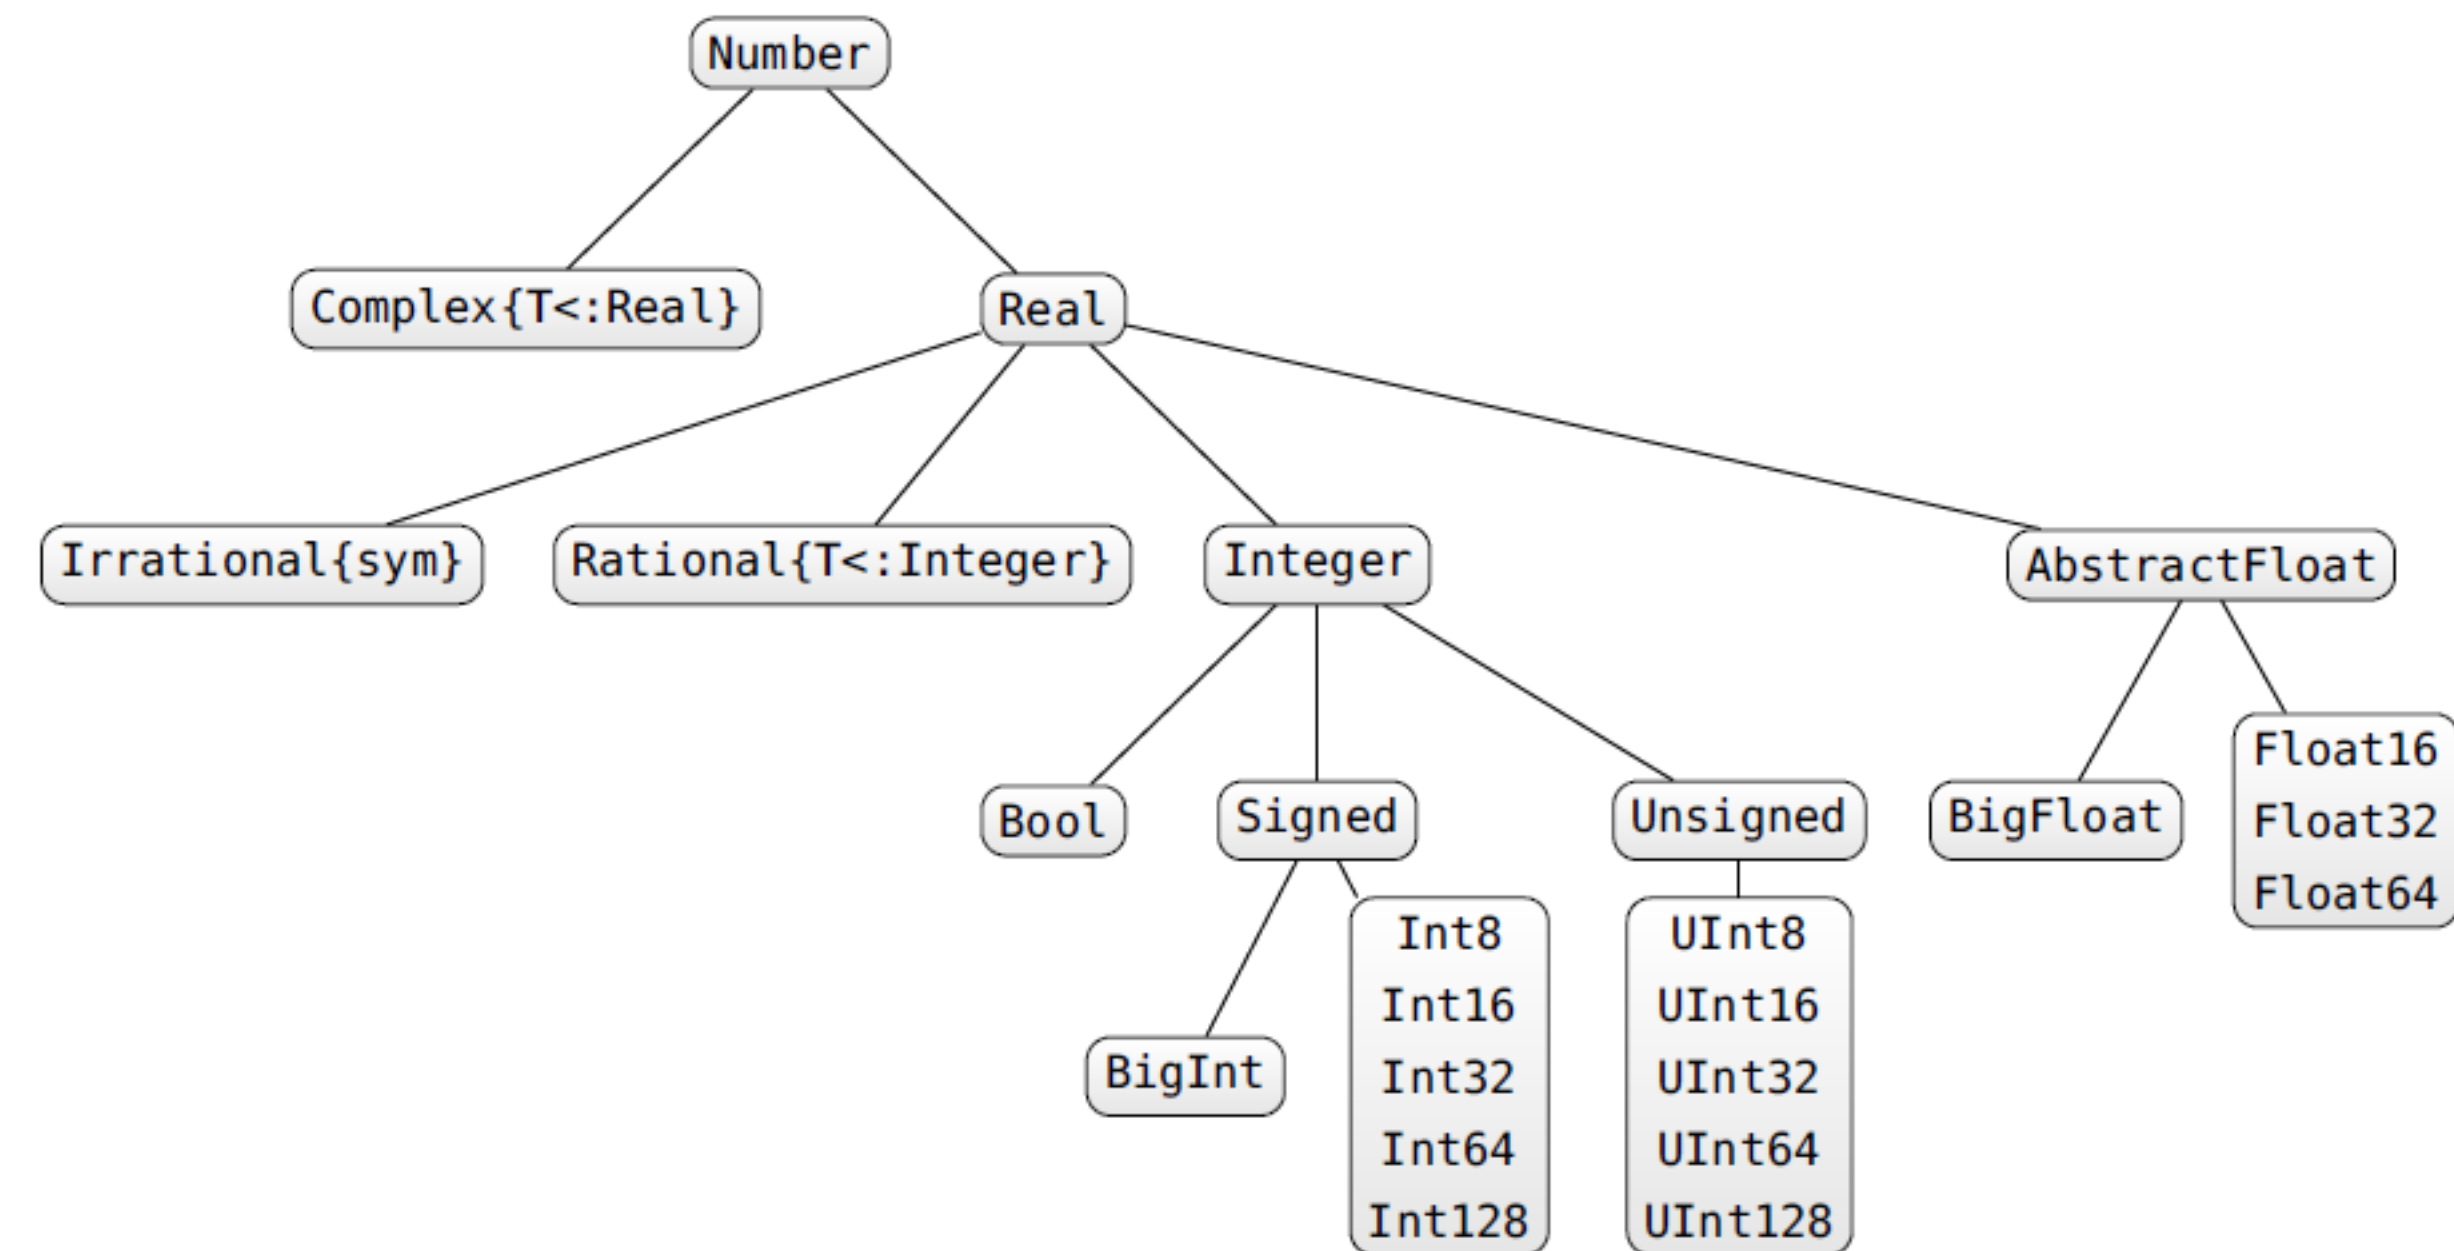 Number
Complex{T<:Real}
Real
Irrational{sym}
Rational{T<:Integer}
Integer
AbstractFloat
Bool
Signed
Unsigned
BigFloat
Float16
Float32
Float64
BigInt
Int8
Int16
Int32
Int64
Int128
UInt8
UInt16
UInt32
UInt64
UInt128